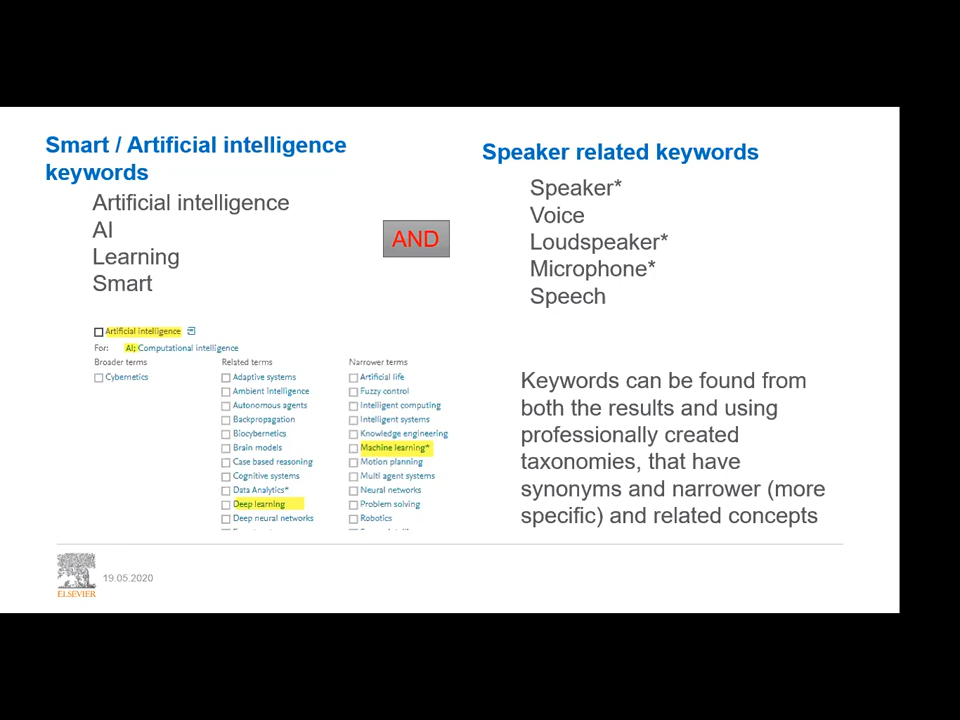 Smart / Artificial intelligence
keywords
Artificial intelligence
AI
Learning
Smart
AND
Speaker related keywords
Speaker*
Voice
Loudspeaker*
Microphone*
Speech
Artificial intelligence
For: AI; Computational intelligence
Broader terms
Cybernetics
Related terms
Adaptive systems
Ambient intelligence
Autonomous agents
Backpropagation
Biocybernetics
Brain models
Case based reasoning
Cognitive systems
Data Analytics*
Deep learning
Deep neural networks
Narrower terms
Artificial life
Fuzzy control
Intelligent computing
Intelligent systems
Knowledge engineering
Machine learning*
Motion planning
Multi agent systems
Neural networks
Problem solving
Robotics
Keywords can be found from
both the results and using
professionally created
taxonomies, that have
synonyms and narrower (more
specific) and related concepts
ELSEVIER
19.05.2020